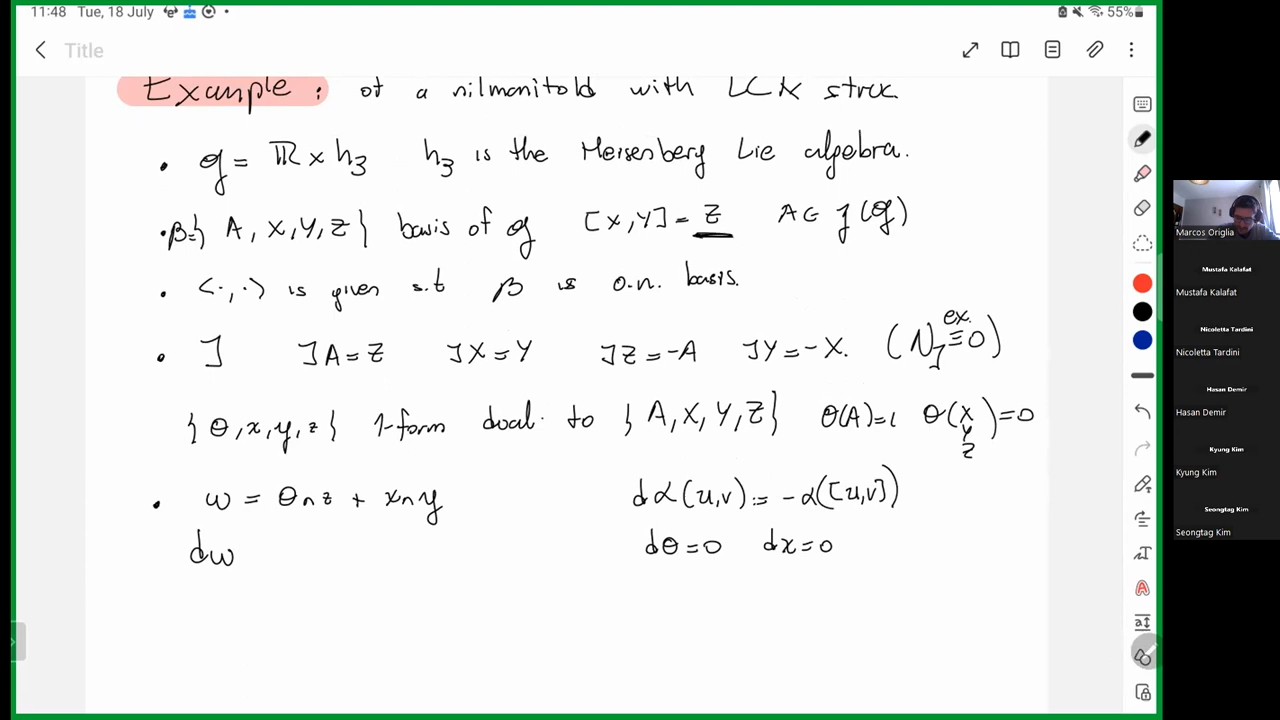 11:48 Tue, 18 July
55%
Title
Example : of a nilmanifold with LCK struc
• g = ℝ × h₃ h₃ is the Heisenberg Lie algebra.
• β = { A, X, Y, Z } basis of g [X, Y] = Z A ∈ z(g)
• <·,·> is given s.t β is o.n. basis.
• J JA = Z JX = Y JZ = -A JY = -X. (N_J ≡ 0) ex.
{ θ, x, y, z } 1-form dual to { A, X, Y, Z } θ(A) = 1 θ(X Y Z) = 0
• ω = θ ∧ z + x ∧ y dα(u,v) := -α([u,v])
dω dθ = 0 dx = 0
Marcos Origlia
Mustafa Kalafat
Mustafa Kalafat
Nicoletta Tardini
Nicoletta Tardini
Hasan Demir
Hasan Demir
Kyung Kim
Kyung Kim
Seongtag Kim
Seongtag Kim